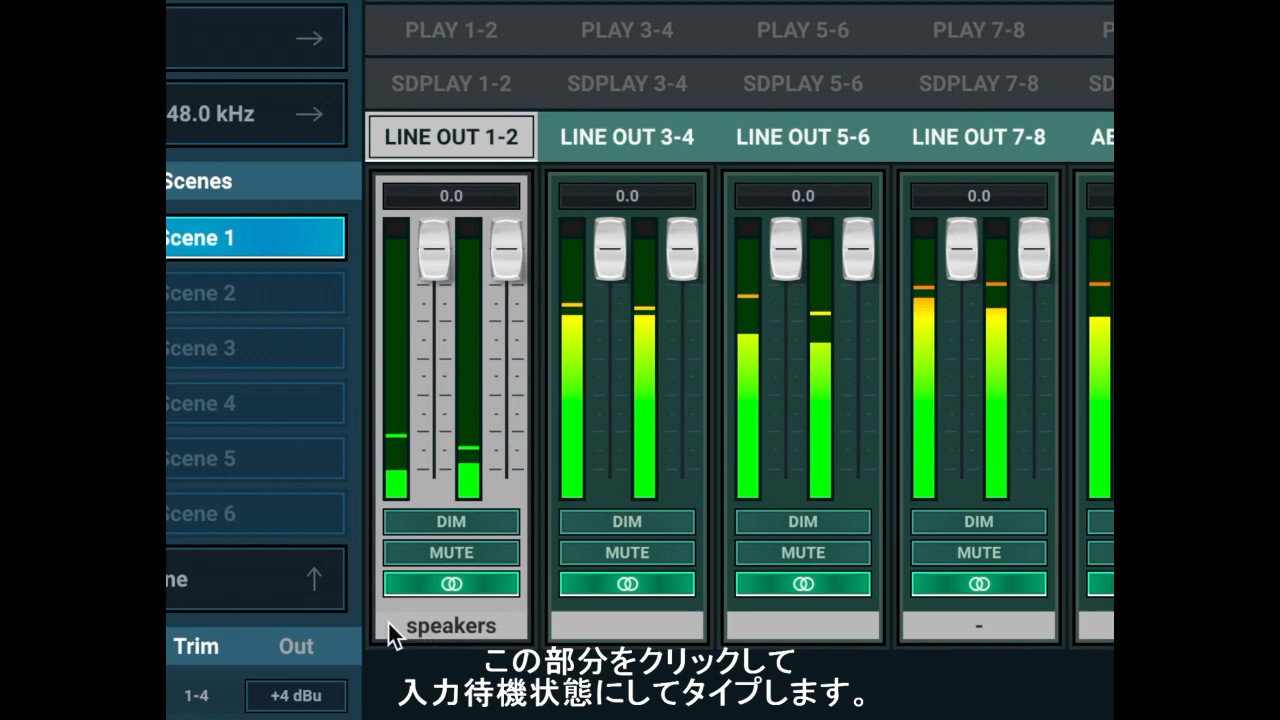 PLAY 1-2
PLAY 3-4
PLAY 5-6
PLAY 7-8
P
SDPLAY 1-2
SDPLAY 3-4
SDPLAY 5-6
SDPLAY 7-8
SD
48.0 kHz
LINE OUT 1-2
LINE OUT 3-4
LINE OUT 5-6
LINE OUT 7-8
AE
Scenes
Scene 1
Scene 2
Scene 3
Scene 4
Scene 5
Scene 6
ne
0.0
0.0
0.0
0.0
DIM
DIM
DIM
DIM
MUTE
MUTE
MUTE
MUTE
speakers
-
Trim
Out
1-4
+4 dBu
この部分をクリックして
入力待機状態にしてタイプします。